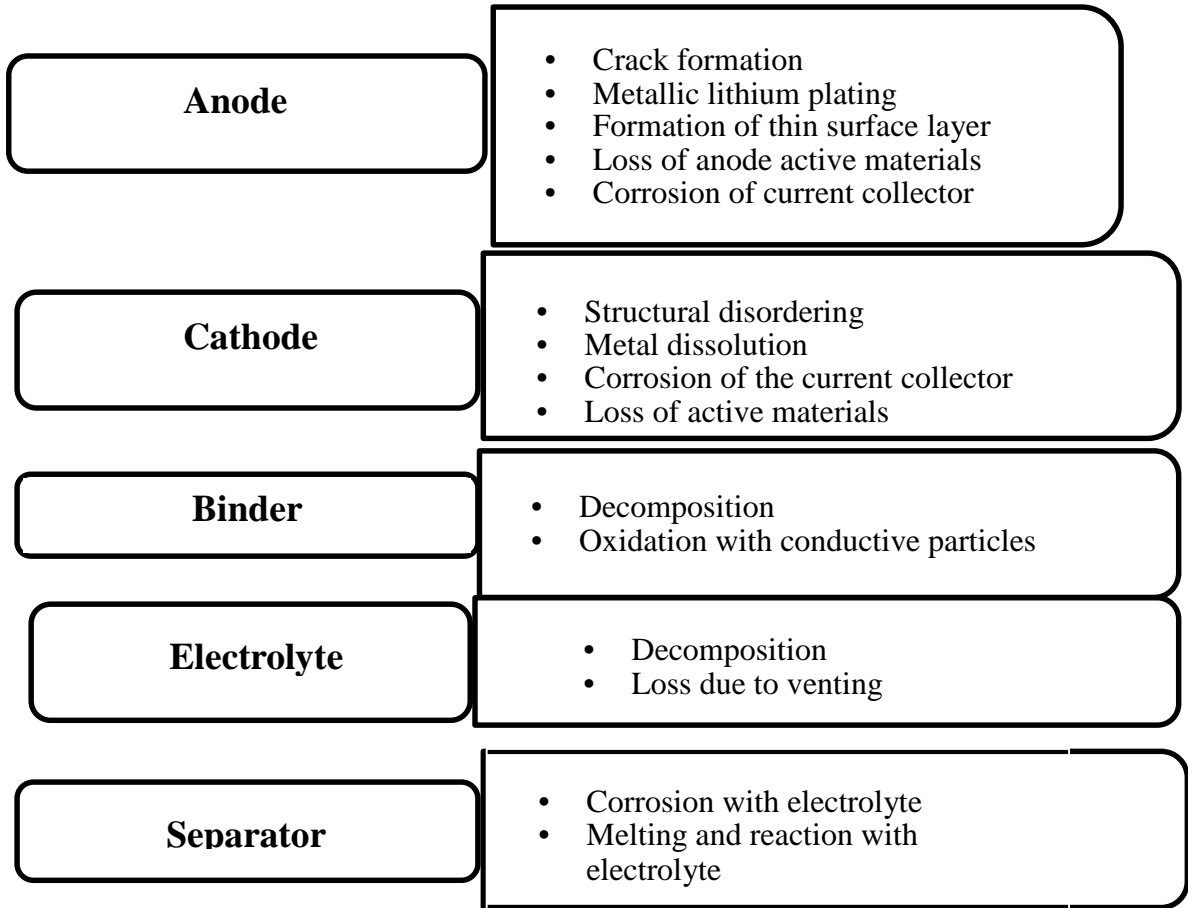 Anode
• Crack formation
• Metallic lithium plating
• Formation of thin surface layer
• Loss of anode active materials
• Corrosion of current collector
Cathode
• Structural disordering
• Metal dissolution
• Corrosion of the current collector
• Loss of active materials
Binder
• Decomposition
• Oxidation with conductive particles
Electrolyte
• Decomposition
• Loss due to venting
Separator
• Corrosion with electrolyte
• Melting and reaction with
electrolyte